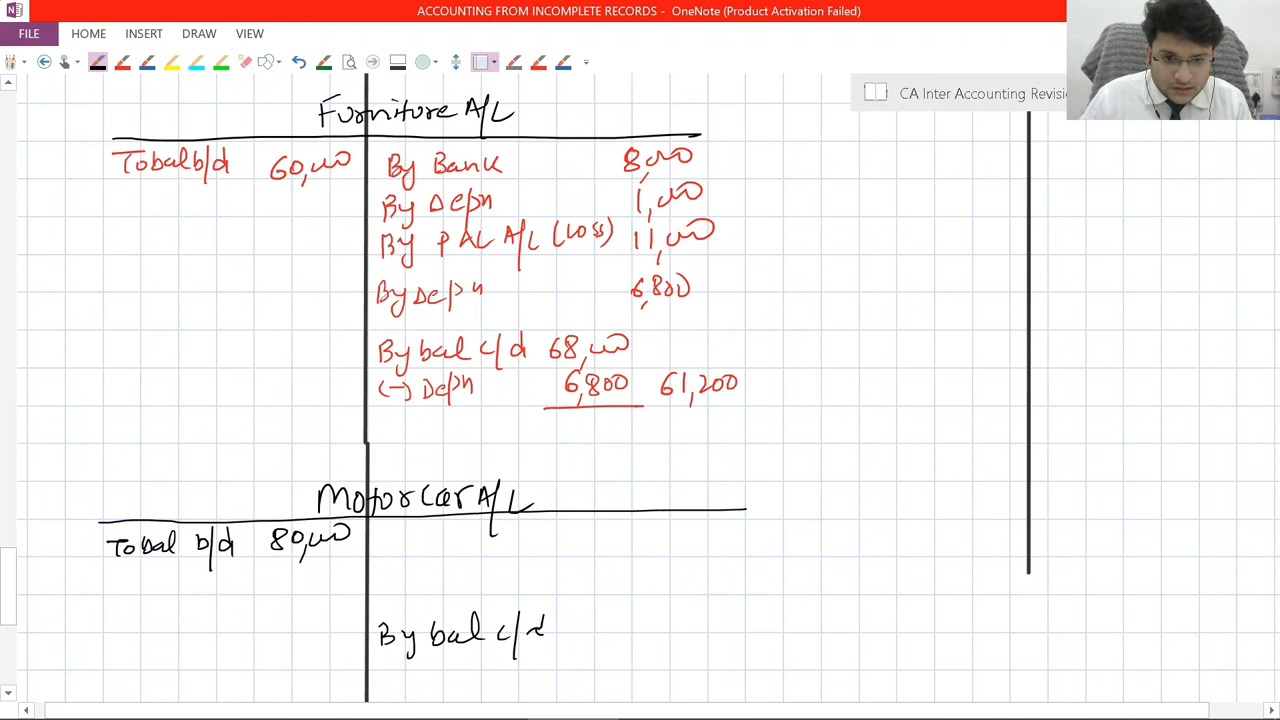 ACCOUNTING FROM INCOMPLETE RECORDS - OneNote (Product Activation Failed)
FILE HOME INSERT DRAW VIEW
CA Inter Accounting Revisi
Furniture A/L
To bal b/d 60,000 By Bank 8,000
By Depn 1,000
By P&L A/L (Loss) 11,000
By Depn 6,800
By bal c/d 68,000
(-) Depn 6,800 61,200
Motor Car A/L
To bal b/d 80,000
By bal c/d